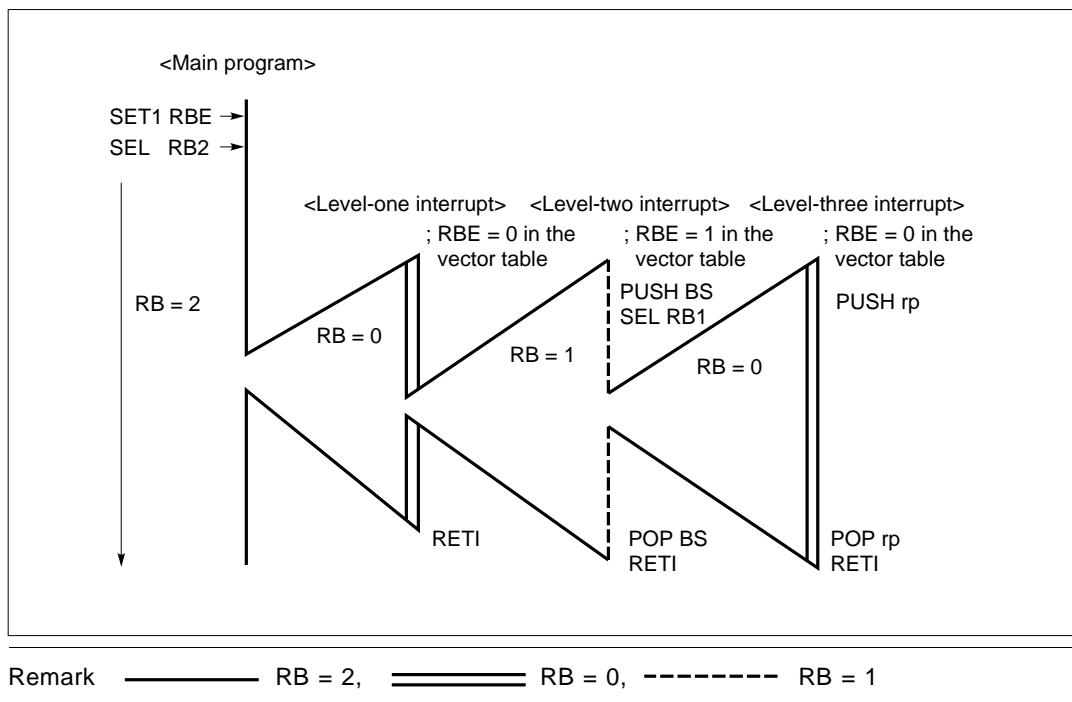 <Main program>
SET1 RBE
SEL RB2
<Level-one interrupt> <Level-two interrupt> <Level-three interrupt>
; RBE = 0 in the
vector table
; RBE = 1 in the
vector table
; RBE = 0 in the
vector table
RB = 2
RB = 0
PUSH BS
SEL RB1
RB = 1
PUSH rp
RB = 0
RETI
POP BS
RETI
POP rp
RETI
Remark RB = 2, RB = 0, RB = 1